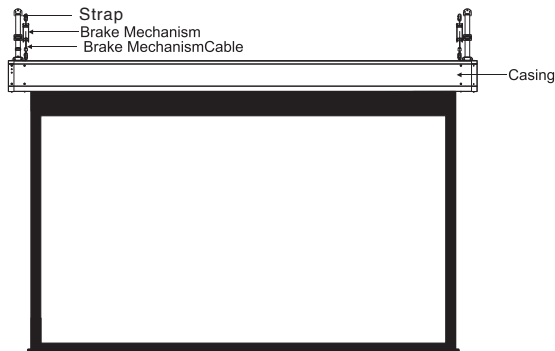 Strap
Brake Mechanism
Brake MechanismCable
Casing